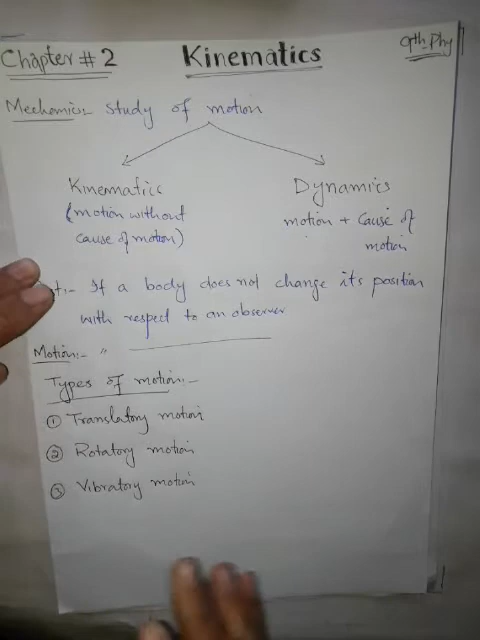 Chapter # 2
Kinematics
9th Phy
Mechanics:- Study of motion
Kinematics
(motion without
cause of motion)
Dynamics
motion + Cause of
motion
t:- If a body does not change it's position
with respect to an observer
Motion:- "
Types of motion:-
① Translatory motion
② Rotatory motion
③ Vibratory motion